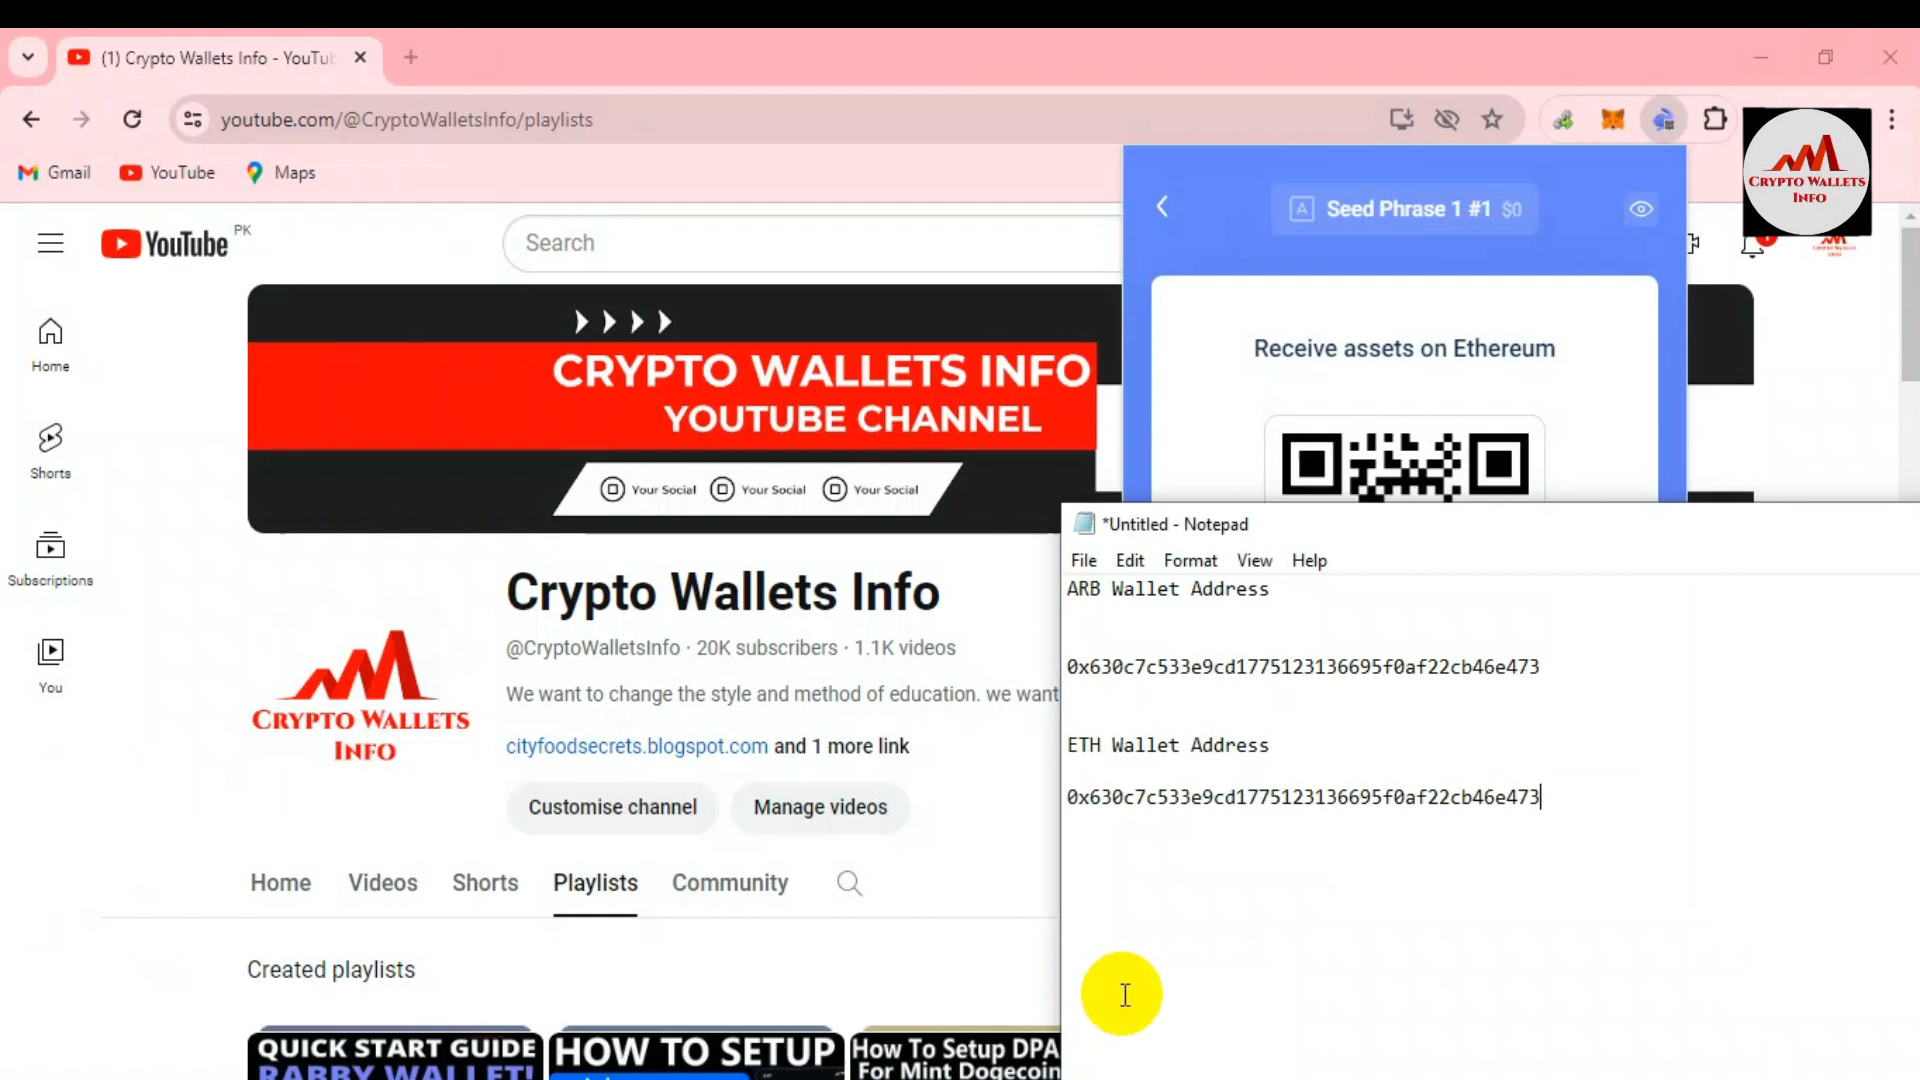 (1) Crypto Wallets Info - YouTu
youtube.com/@CryptoWalletsInfo/playlists
Gmail
YouTube
Maps
CRYPTO WALLETS
INFO
YouTube PK
Search
Home
Shorts
Subscriptions
You
CRYPTO WALLETS INFO
YOUTUBE CHANNEL
Your Social
Your Social
Your Social
CRYPTO WALLETS
INFO
Crypto Wallets Info
@CryptoWalletsInfo · 20K subscribers · 1.1K videos
We want to change the style and method of education. we want
cityfoodsecrets.blogspot.com and 1 more link
Customise channel
Manage videos
Home
Videos
Shorts
Playlists
Community
Created playlists
QUICK START GUIDE
RABBY WALLET!
HOW TO SETUP
How To Setup DPA
For Mint Dogecoin
A Seed Phrase 1 #1 $0
Receive assets on Ethereum
*Untitled - Notepad
File Edit Format View Help
ARB Wallet Address
0x630c7c533e9cd1775123136695f0af22cb46e473
ETH Wallet Address
0x630c7c533e9cd1775123136695f0af22cb46e473